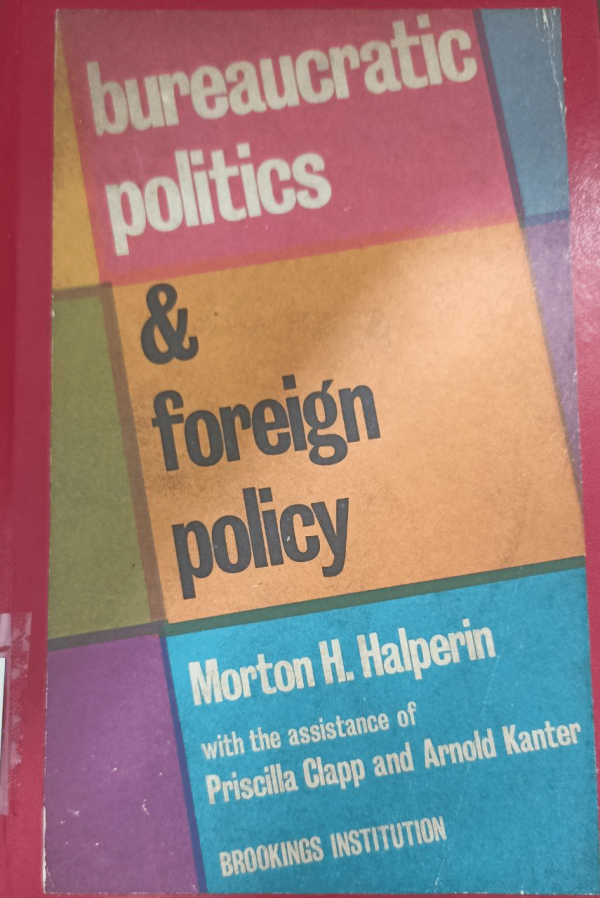 bureaucratic
politics
&
foreign
policy
Morton H. Halperin
with the assistance of
Priscilla Clapp and Arnold Kanter
BROOKINGS INSTITUTION